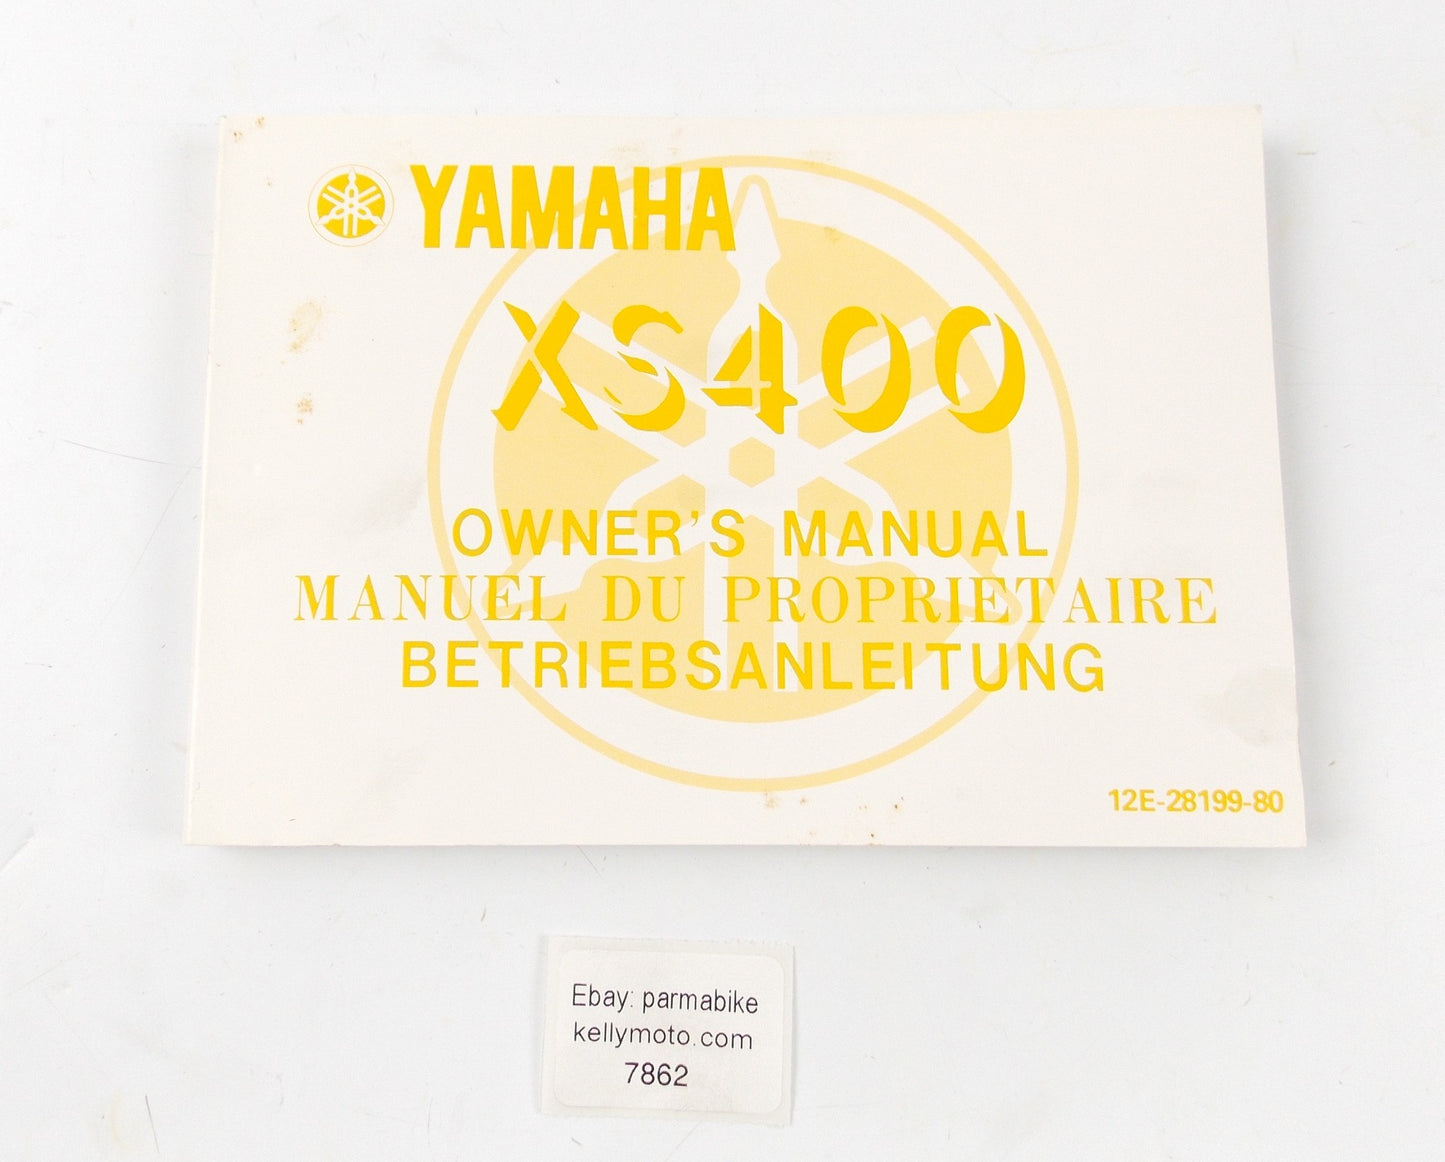 YAMAHA
XS400
OWNER'S MANUAL
MANUEL DU PROPRIETAIRE
BETRIEBSANLEITUNG
12E-28199-80
Ebay: parmabike
kellymoto.com
7862